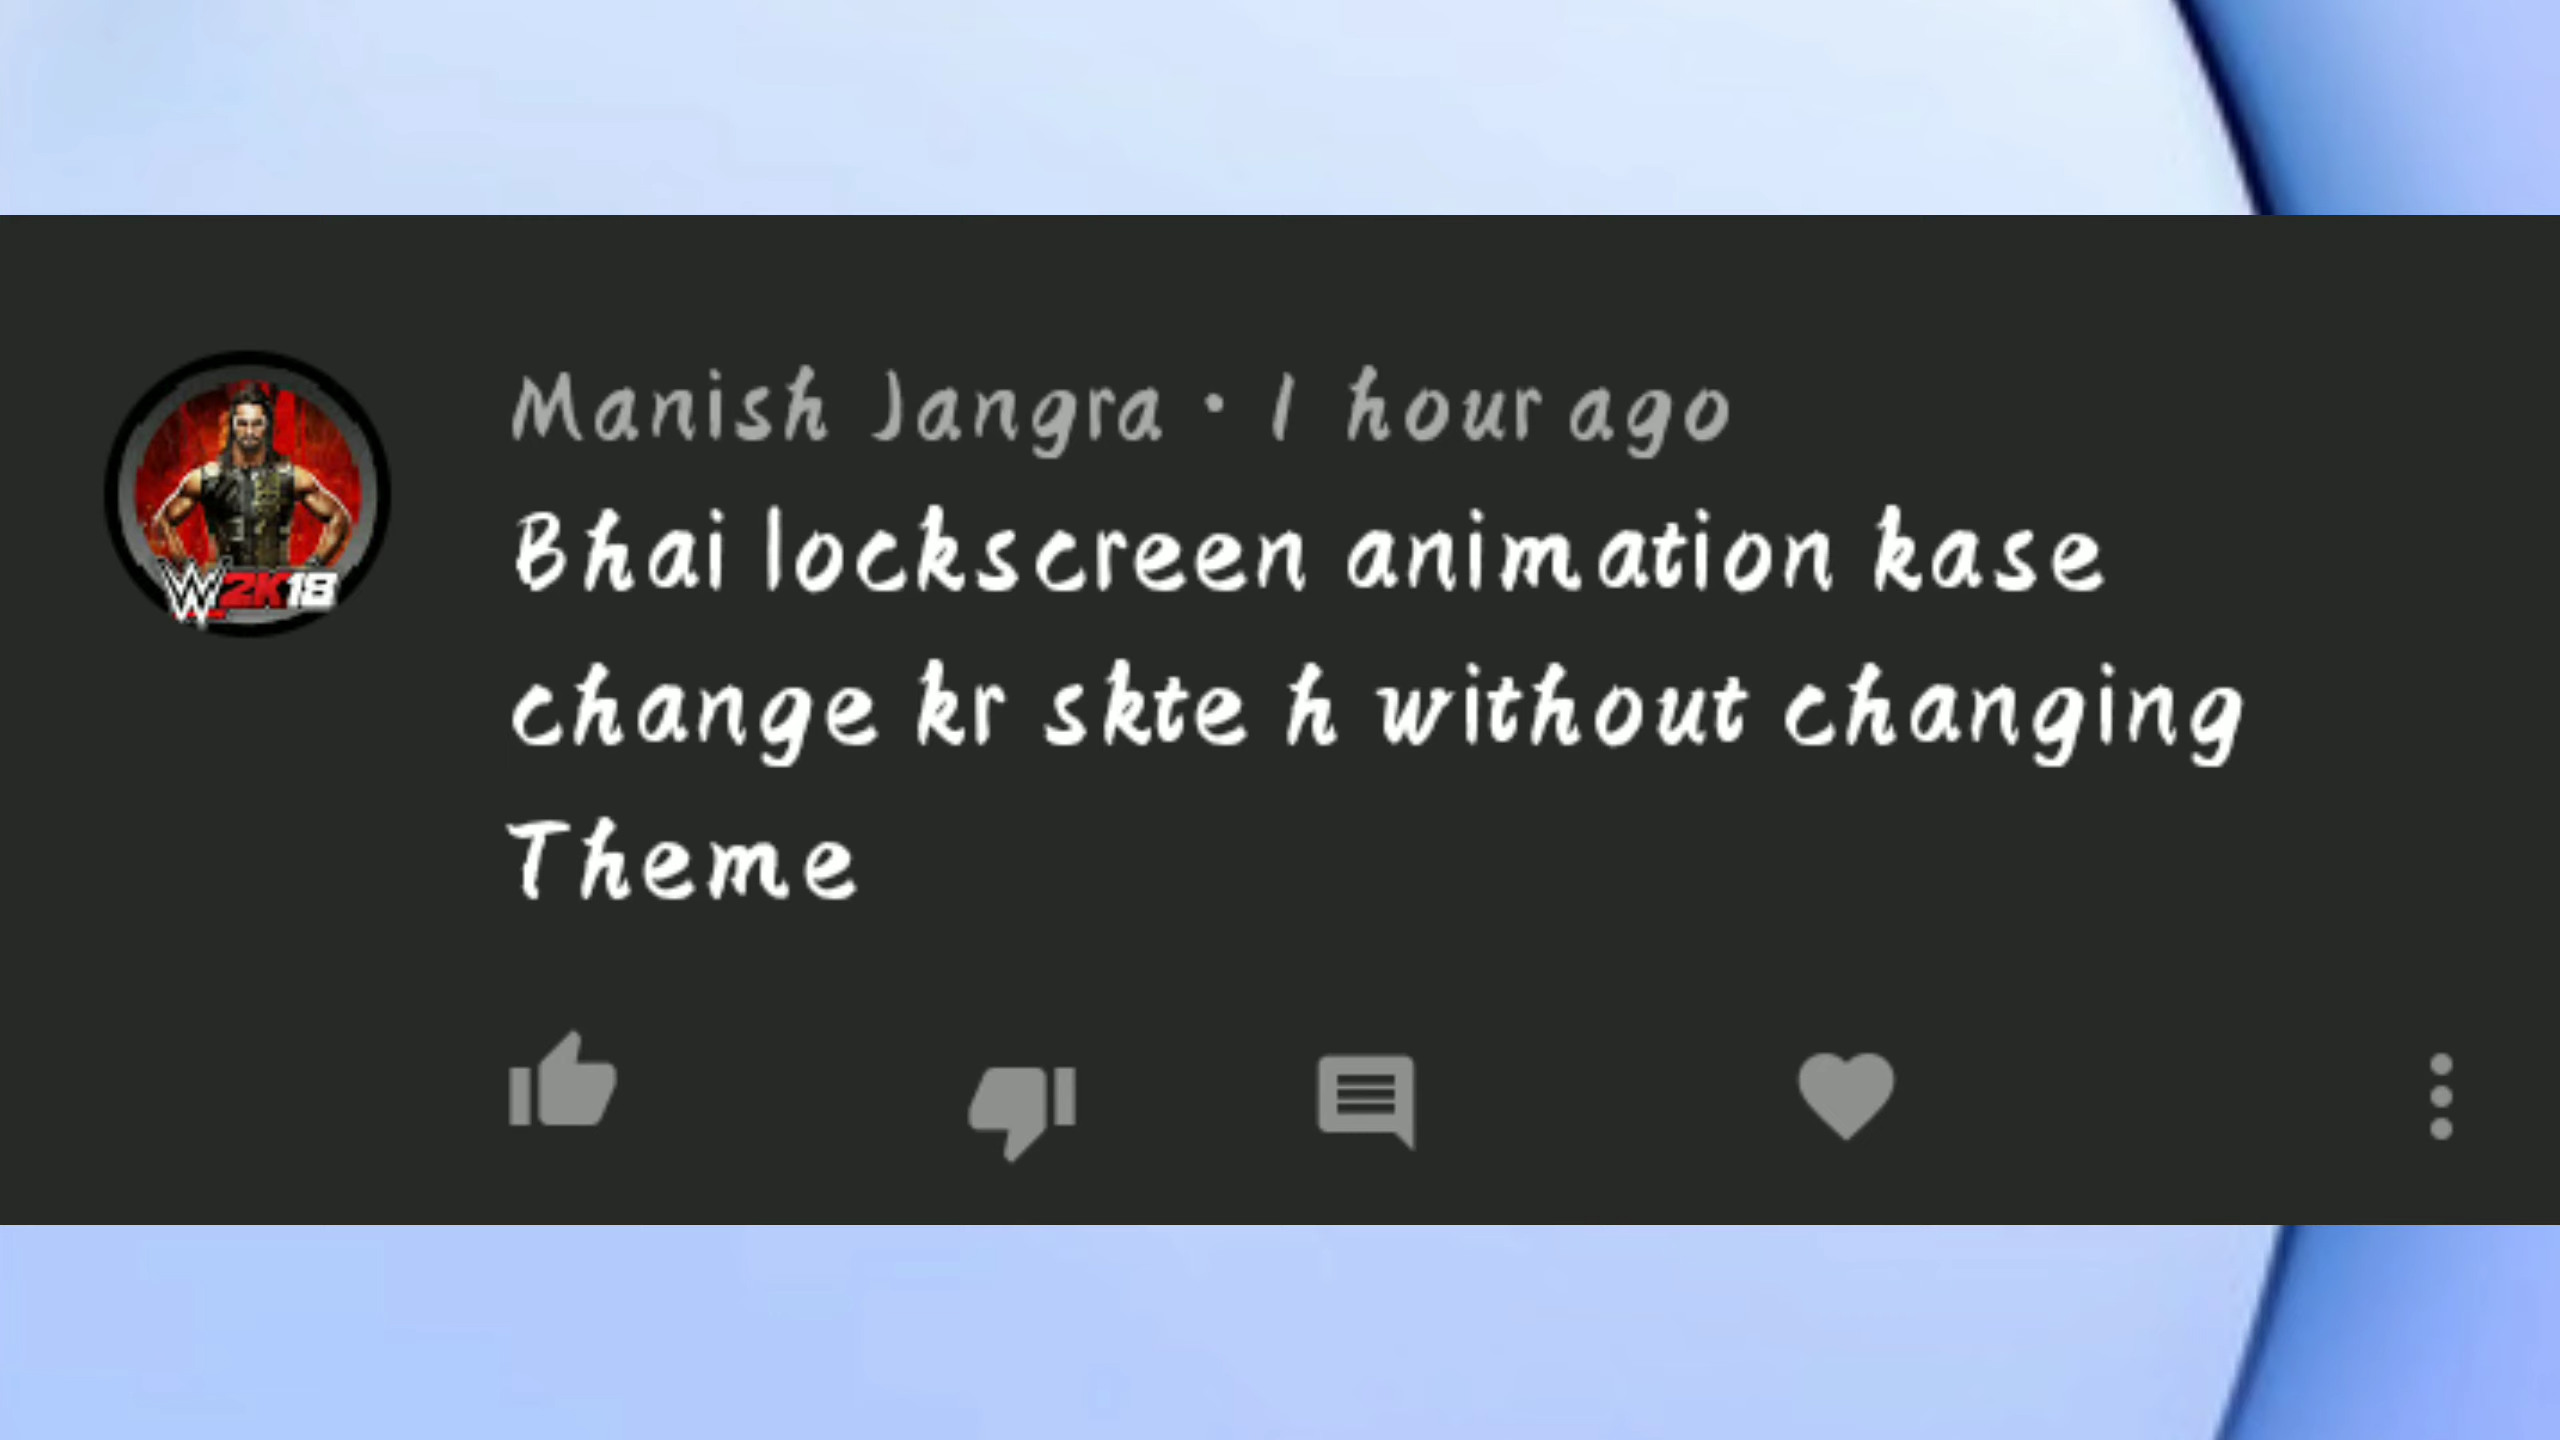 Manish Jangra • 1 hour ago
Bhai lockscreen animation kase
change kr skte h without changing
Theme
W2K18